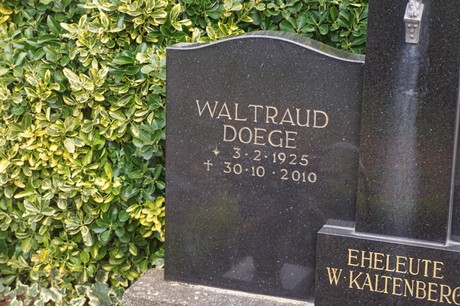 WALTRAUD
DOEGE
✦ 3·2·1925
✝ 30·10·2010
EHELEUTE
W·KALTENBERG